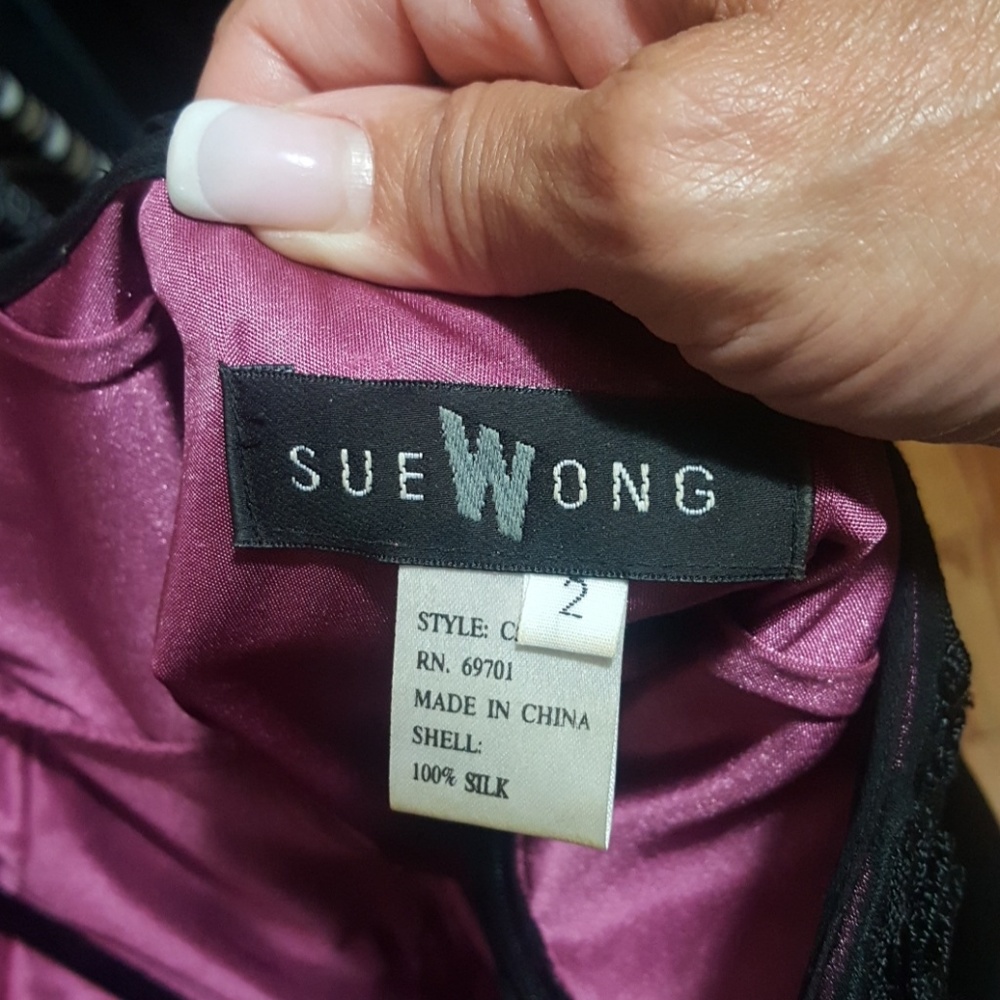 SUE WONG
2
STYLE: C
RN. 69701
MADE IN CHINA
SHELL:
100% SILK